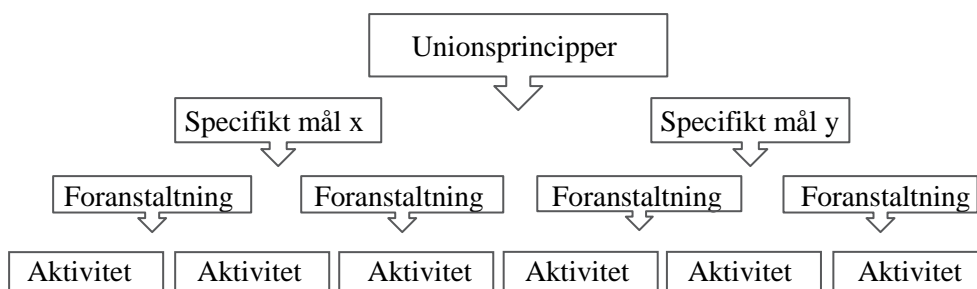 Unionsprincipper
Specifikt mål x Specifikt mål y
Foranstaltning Foranstaltning Foranstaltning Foranstaltning
Aktivitet Aktivitet Aktivitet Aktivitet Aktivitet Aktivitet